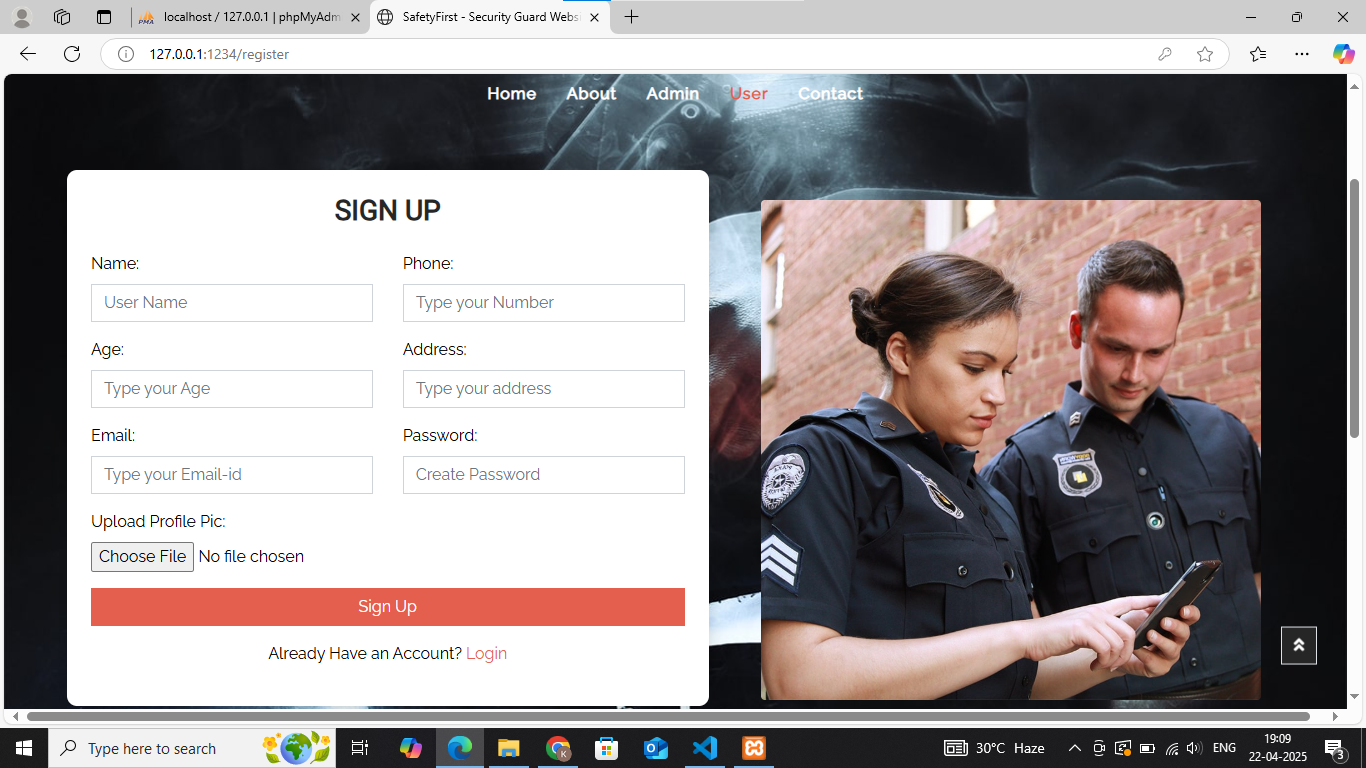 localhost / 127.0.0.1 | phpMyAdm
SafetyFirst - Security Guard Websi
127.0.0.1:1234/register
Home About Admin User Contact
SIGN UP
Name: Phone:
User Name Type your Number
Age: Address:
Type your Age Type your address
Email: Password:
Type your Email-id Create Password
Upload Profile Pic:
Choose File No file chosen
Sign Up
Already Have an Account? Login
Type here to search
K
30°C Haze
ENG
19:09
22-04-2025
3